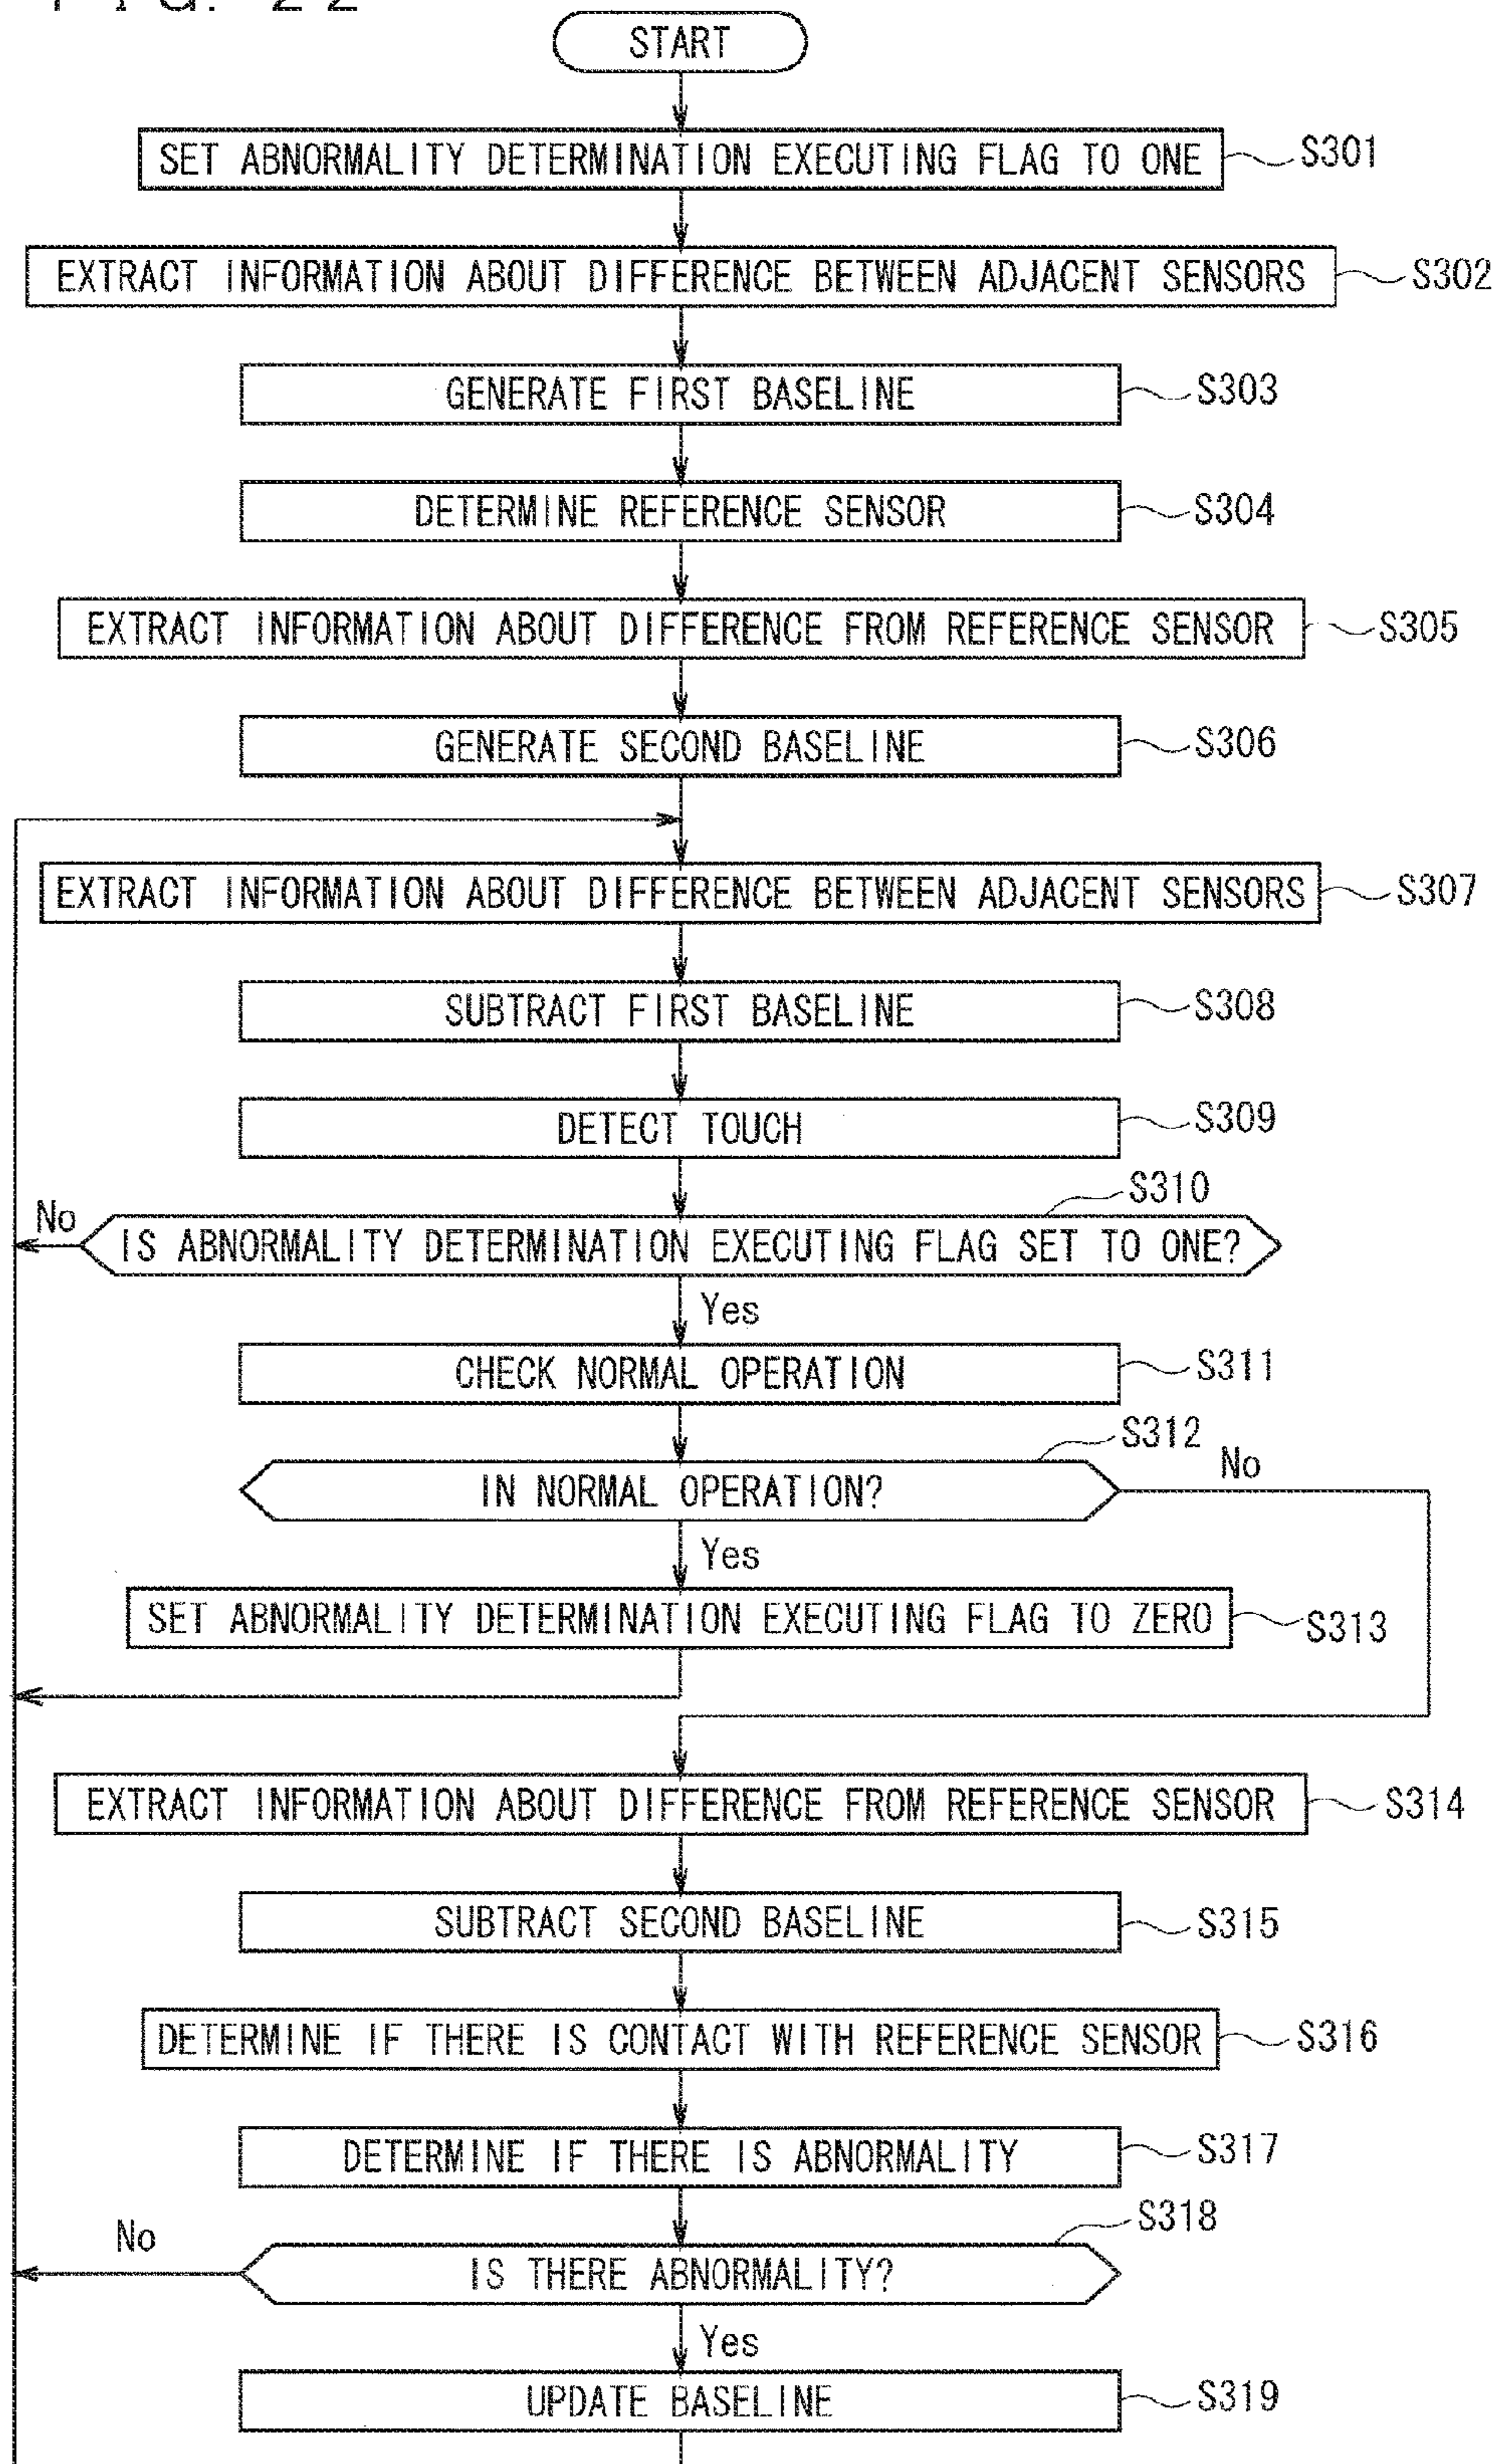 FIG. 22
START
SET ABNORMALITY DETERMINATION EXECUTING FLAG TO ONE
S301
EXTRACT INFORMATION ABOUT DIFFERENCE BETWEEN ADJACENT SENSORS
S302
GENERATE FIRST BASELINE
S303
DETERMINE REFERENCE SENSOR
S304
EXTRACT INFORMATION ABOUT DIFFERENCE FROM REFERENCE SENSOR
S305
GENERATE SECOND BASELINE
S306
EXTRACT INFORMATION ABOUT DIFFERENCE BETWEEN ADJACENT SENSORS
S307
SUBTRACT FIRST BASELINE
S308
DETECT TOUCH
S309
S310
No
IS ABNORMALITY DETERMINATION EXECUTING FLAG SET TO ONE?
Yes
CHECK NORMAL OPERATION
S311
S312
No
IN NORMAL OPERATION?
Yes
SET ABNORMALITY DETERMINATION EXECUTING FLAG TO ZERO
S313
EXTRACT INFORMATION ABOUT DIFFERENCE FROM REFERENCE SENSOR
S314
SUBTRACT SECOND BASELINE
S315
DETERMINE IF THERE IS CONTACT WITH REFERENCE SENSOR
S316
DETERMINE IF THERE IS ABNORMALITY
S317
S318
No
IS THERE ABNORMALITY?
Yes
UPDATE BASELINE
S319